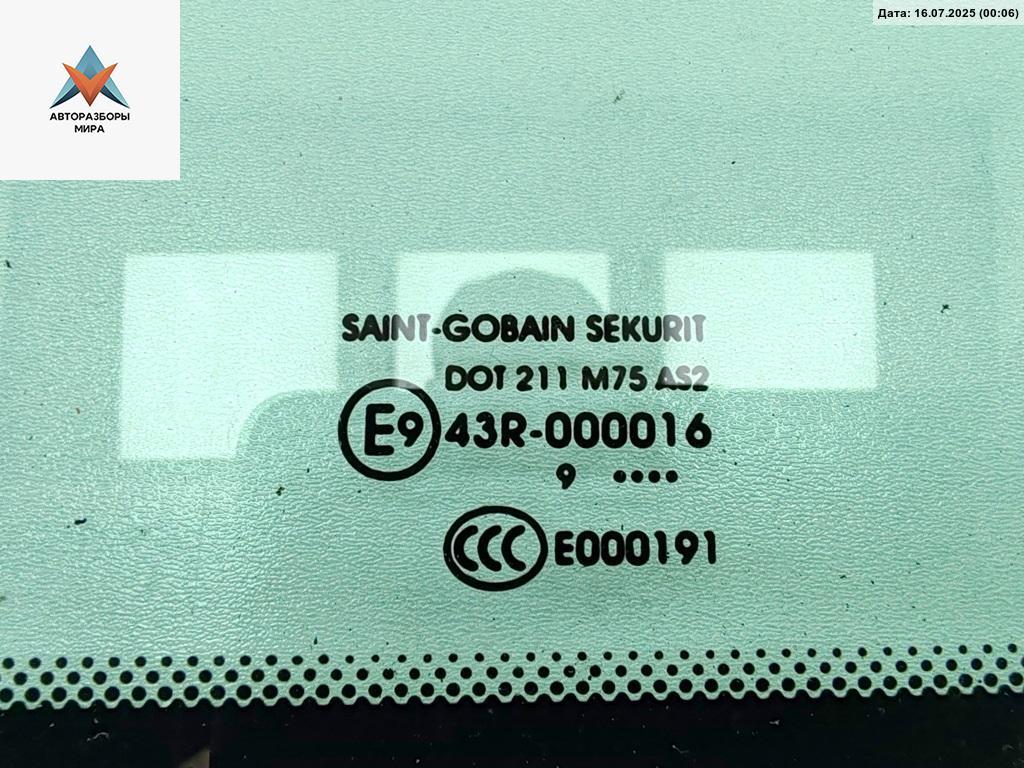 Дата: 16.07.2025 (00:06)
АВТОРАЗБОРЫ
МИРА
SAINT-GOBAIN SEKURIT
DOT 211 M75 AS2
E9 43R-000016
9 ••••
CCC E000191